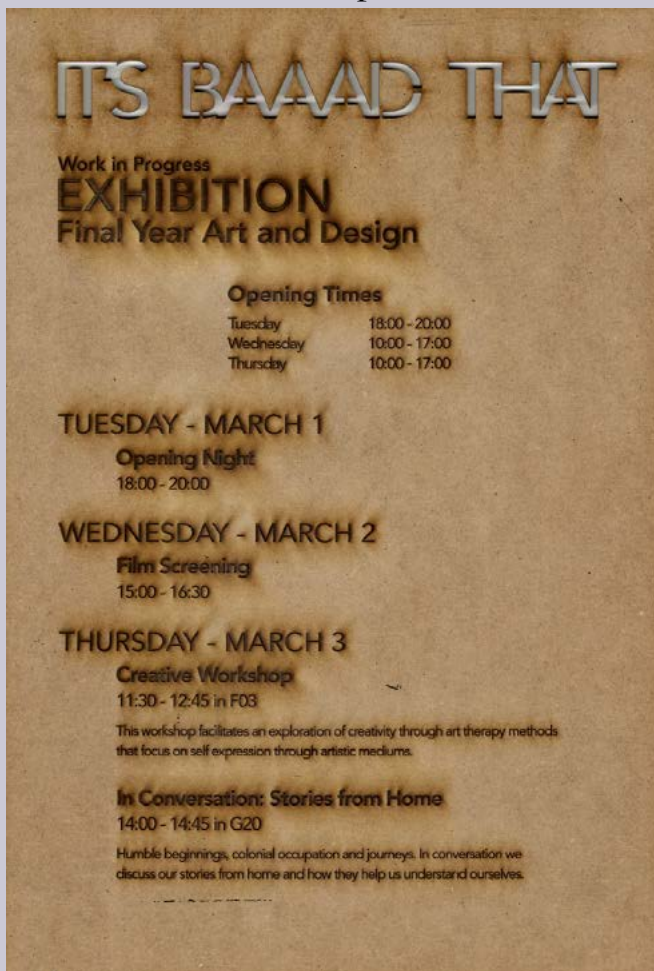 IT'S BAAAD THAT
Work in Progress
EXHIBITION
Final Year Art and Design
Opening Times
Tuesday 18:00 - 20:00
Wednesday 10:00 - 17:00
Thursday 10:00 - 17:00
TUESDAY - MARCH 1
Opening Night
18:00 - 20:00
WEDNESDAY - MARCH 2
Film Screening
15:00 - 16:30
THURSDAY - MARCH 3
Creative Workshop
11:30 - 12:45 in F03
This workshop facilitates an exploration of creativity through art therapy methods
that focus on self expression through artistic mediums.
In Conversation: Stories from Home
14:00 - 14:45 in G20
Humble beginnings, colonial occupation and journeys. In conversation we
discuss our stories from home and how they help us understand ourselves.